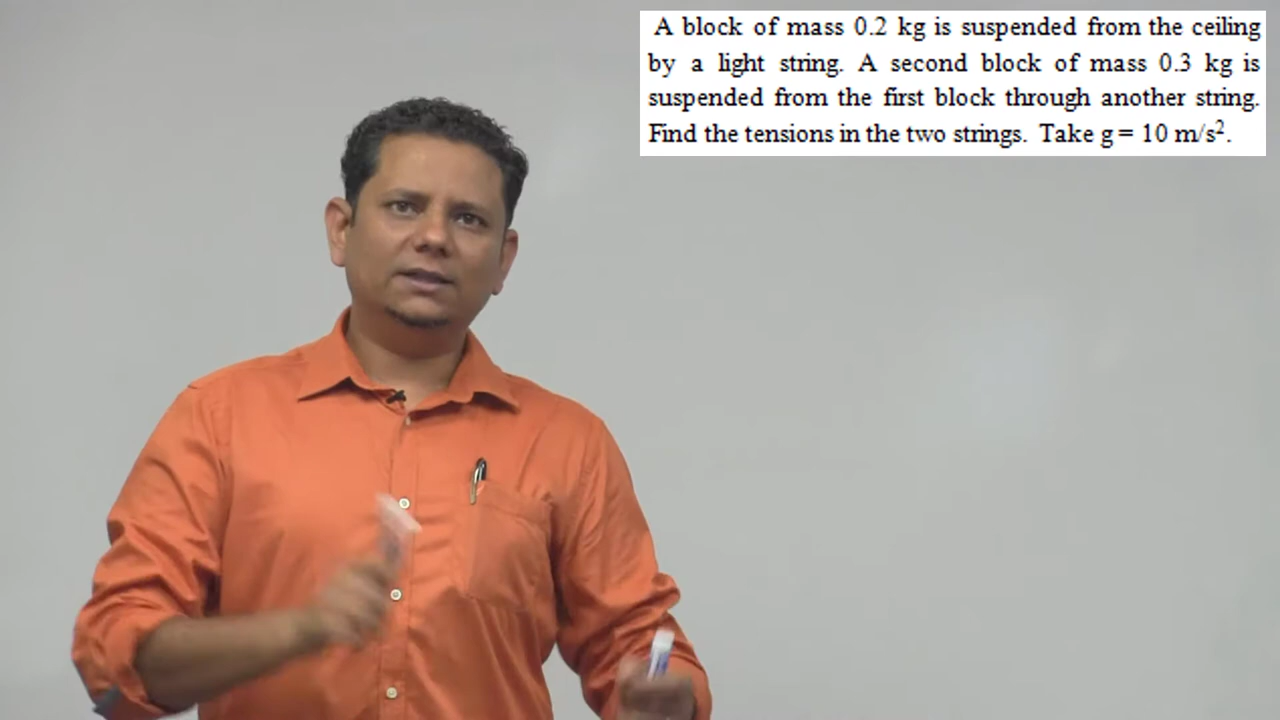 A block of mass 0.2 kg is suspended from the ceiling
by a light string. A second block of mass 0.3 kg is
suspended from the first block through another string.
Find the tensions in the two strings. Take g = 10 m/s².